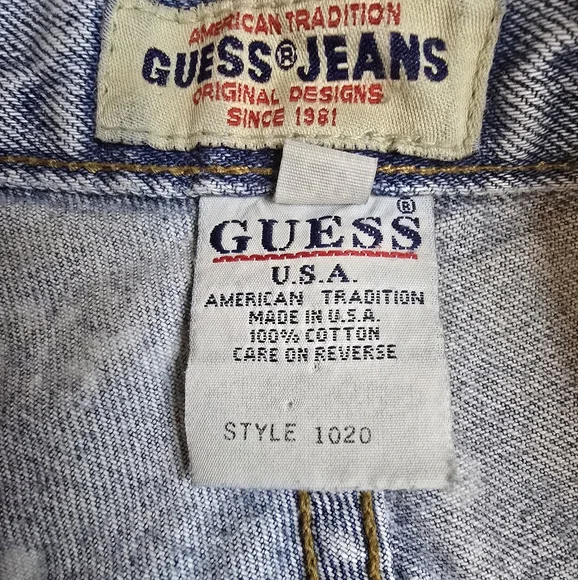 AMERICAN TRADITION
GUESS®JEANS
ORIGINAL DESIGNS
SINCE 1981
GUESS®
U.S.A.
AMERICAN TRADITION
MADE IN U.S.A.
100% COTTON
CARE ON REVERSE
STYLE 1020